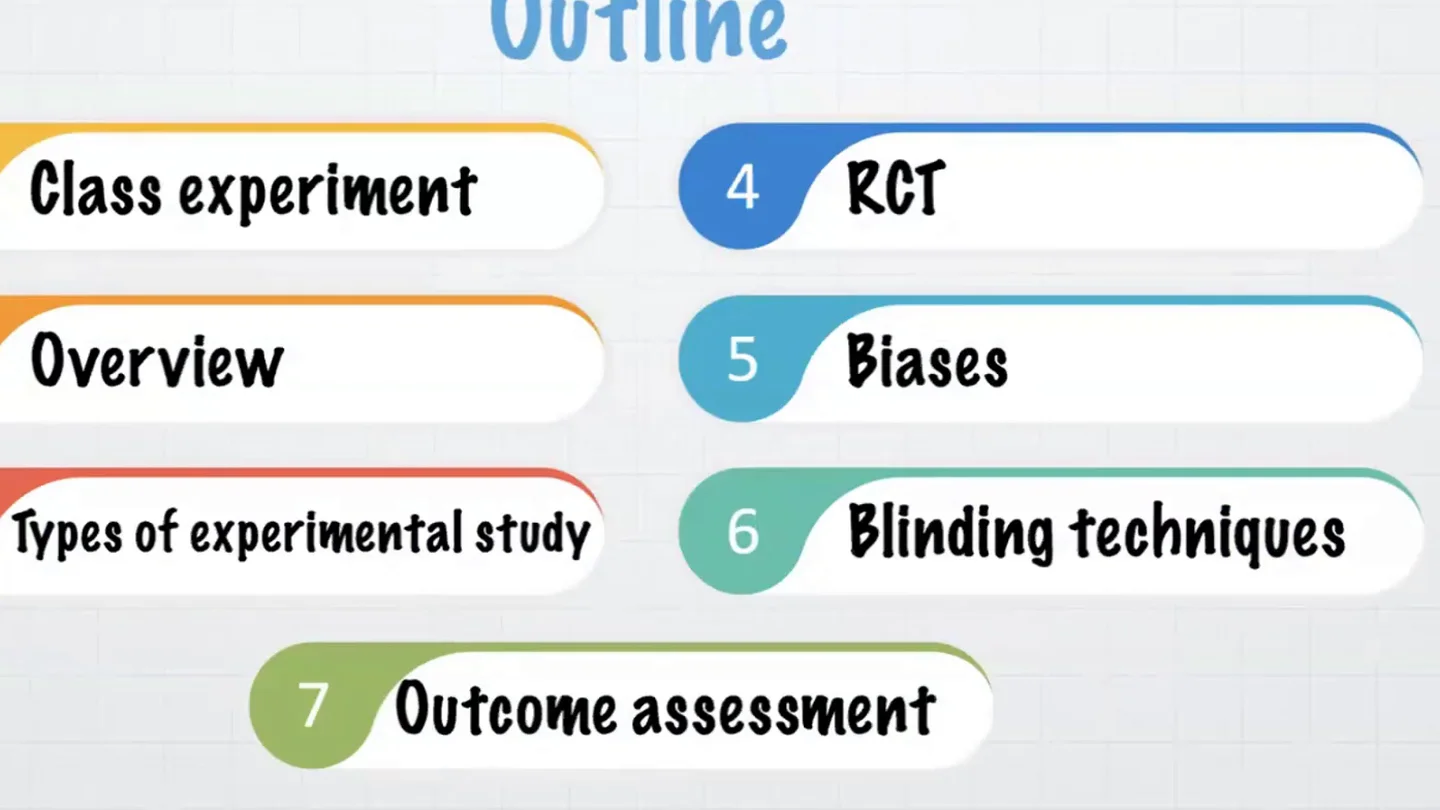 Outline
Class experiment
Overview
Types of experimental study
4 RCT
5 Biases
6 Blinding techniques
7 Outcome assessment